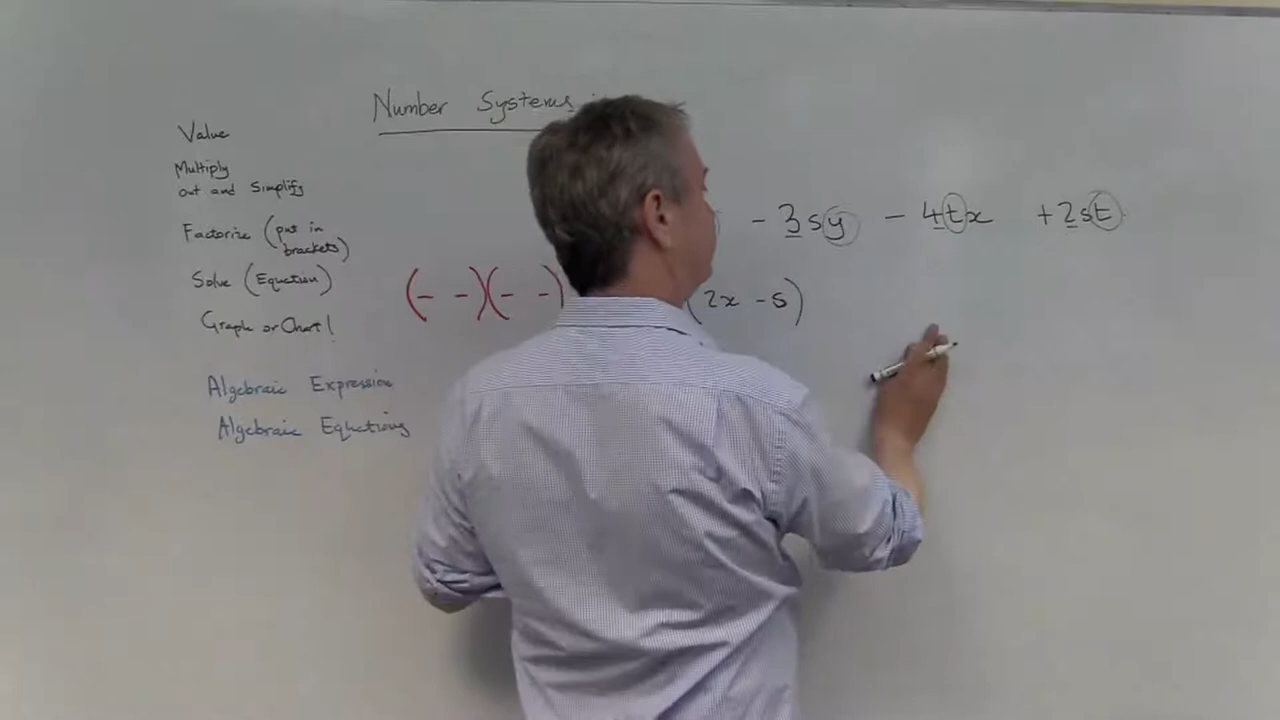 Number Systems
Value
Multiply
out and Simplify
Factorize (put in
brackets)
Solve (Equation)
Graph or Chart!
Algebraic Expression
Algebraic Equations
- 3sy - 4tx + 2st
(- -)(- -) (2x - s)